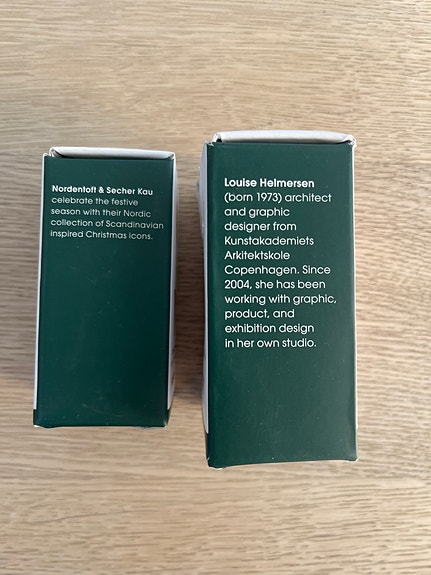 Nordentoft & Secher Kau
celebrate the festive
season with their Nordic
collection of Scandinavian
inspired Christmas icons.
Louise Helmersen
(born 1973) architect
and graphic
designer from
Kunstakademiets
Arkitektskole
Copenhagen. Since
2004, she has been
working with graphic,
product, and
exhibition design
in her own studio.